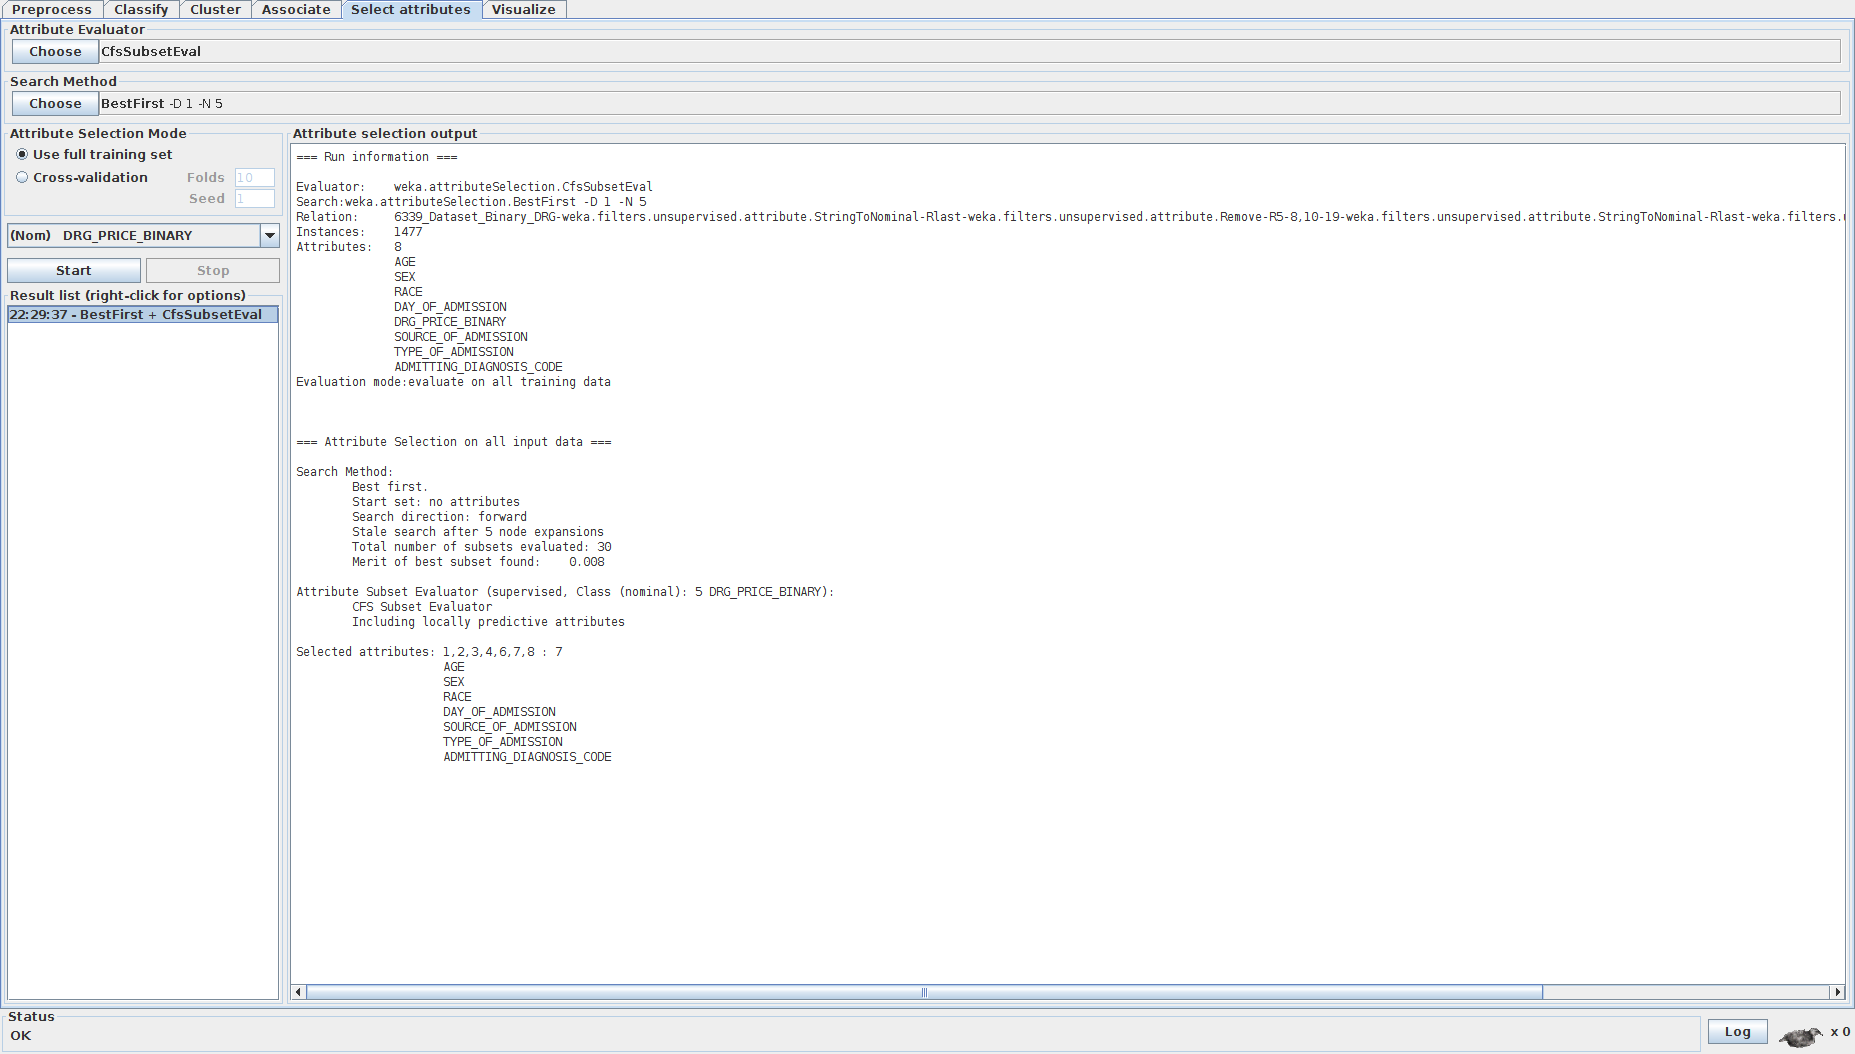 Preprocess Classify Cluster Associate Select attributes Visualize
Attribute Evaluator
Choose CfsSubsetEval
Search Method
Choose BestFirst -D 1 -N 5
Attribute Selection Mode
Use full training set
Cross-validation Folds 10
Seed 1
(Nom) DRG_PRICE_BINARY
Start Stop
Result list (right-click for options)
22:29:37 - BestFirst + CfsSubsetEval
Attribute selection output
=== Run information ===
Evaluator: weka.attributeSelection.CfsSubsetEval
Search:weka.attributeSelection.BestFirst -D 1 -N 5
Relation: 6339_Dataset_Binary_DRG-weka.filters.unsupervised.attribute.StringToNominal-Rlast-weka.filters.unsupervised.attribute.Remove-R5-8,10-19-weka.filters.unsupervised.attribute.StringToNominal-Rlast-weka.filters.
Instances: 1477
Attributes: 8
AGE
SEX
RACE
DAY_OF_ADMISSION
DRG_PRICE_BINARY
SOURCE_OF_ADMISSION
TYPE_OF_ADMISSION
ADMITTING_DIAGNOSIS_CODE
Evaluation mode:evaluate on all training data
=== Attribute Selection on all input data ===
Search Method:
Best first.
Start set: no attributes
Search direction: forward
Stale search after 5 node expansions
Total number of subsets evaluated: 30
Merit of best subset found: 0.008
Attribute Subset Evaluator (supervised, Class (nominal): 5 DRG_PRICE_BINARY):
CFS Subset Evaluator
Including locally predictive attributes
Selected attributes: 1,2,3,4,6,7,8 : 7
AGE
SEX
RACE
DAY_OF_ADMISSION
SOURCE_OF_ADMISSION
TYPE_OF_ADMISSION
ADMITTING_DIAGNOSIS_CODE
Status
OK
Log x 0